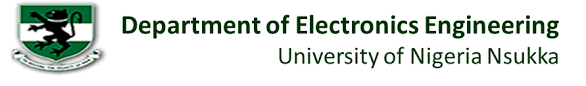 Department of Electronics Engineering
University of Nigeria Nsukka